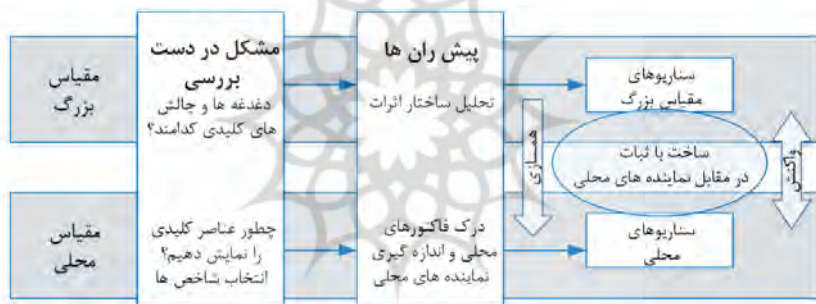 مقیاس
بزرگ
مشکل در دست
بررسی
دغدغه ها و چالش
های کلیدی کدامند؟
پیش ران ها
تحلیل ساختار اثرات
سناریوهای
مقیاس بزرگ
همسازی
ساخت با ثبات
در مقابل نماینده های محلی
واکنش
مقیاس
محلی
چطور عناصر کلیدی
را نمایش دهیم؟
انتخاب شاخص ها
درک فاکتورهای
محلی و اندازه گیری
نماینده های محلی
سناریوهای
محلی